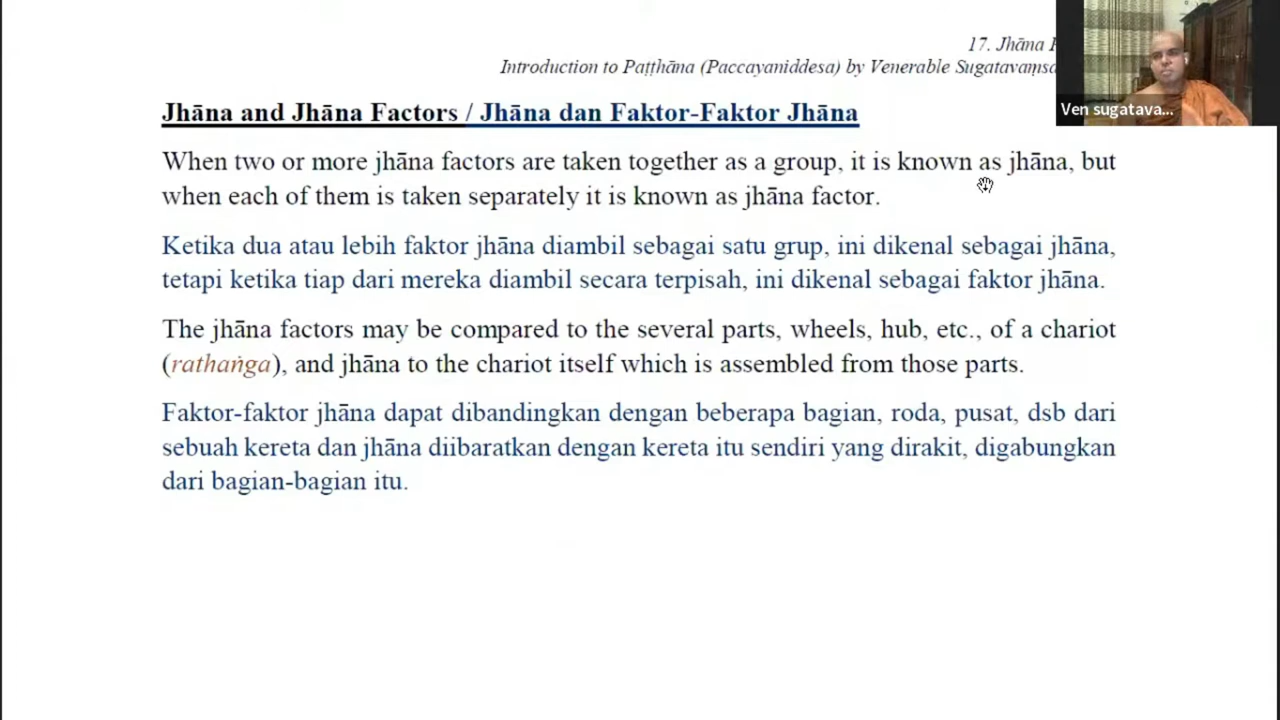 17. Jhāna
Introduction to Paṭṭhāna (Paccayaniddesa) by Venerable Sugatavaṃsa
Ven sugatava...
Jhāna and Jhāna Factors / Jhāna dan Faktor-Faktor Jhāna
When two or more jhāna factors are taken together as a group, it is known as jhāna, but
when each of them is taken separately it is known as jhāna factor.
Ketika dua atau lebih faktor jhāna diambil sebagai satu grup, ini dikenal sebagai jhāna,
tetapi ketika tiap dari mereka diambil secara terpisah, ini dikenal sebagai faktor jhāna.
The jhāna factors may be compared to the several parts, wheels, hub, etc., of a chariot
(rathaṅga), and jhāna to the chariot itself which is assembled from those parts.
Faktor-faktor jhāna dapat dibandingkan dengan beberapa bagian, roda, pusat, dsb dari
sebuah kereta dan jhāna diibaratkan dengan kereta itu sendiri yang dirakit, digabungkan
dari bagian-bagian itu.